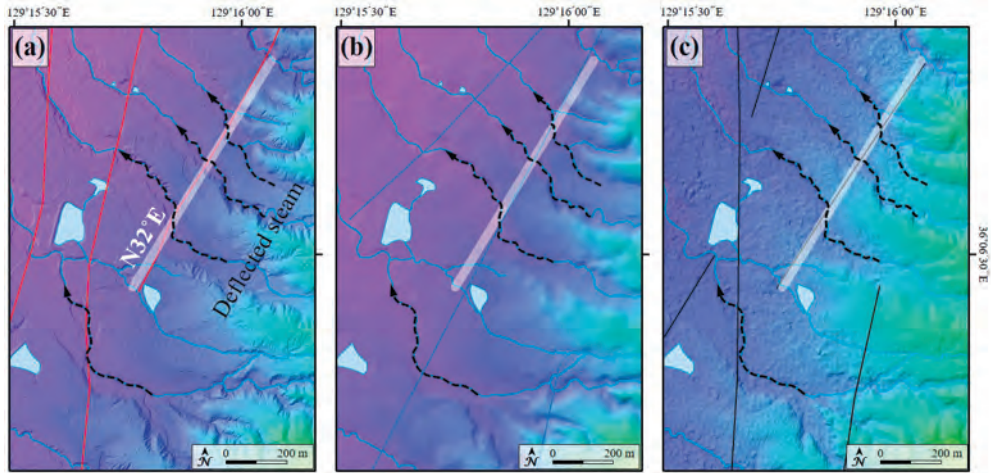 129°15´30˝E 129°16´00˝E 129°15´30˝E 129°16´00˝E 129°15´30˝E 129°16´00˝E
(a) (b) (c)
N32°E
Deflected steam
36°06´30˝E
N 0 200 m N 0 200 m N 0 200 m